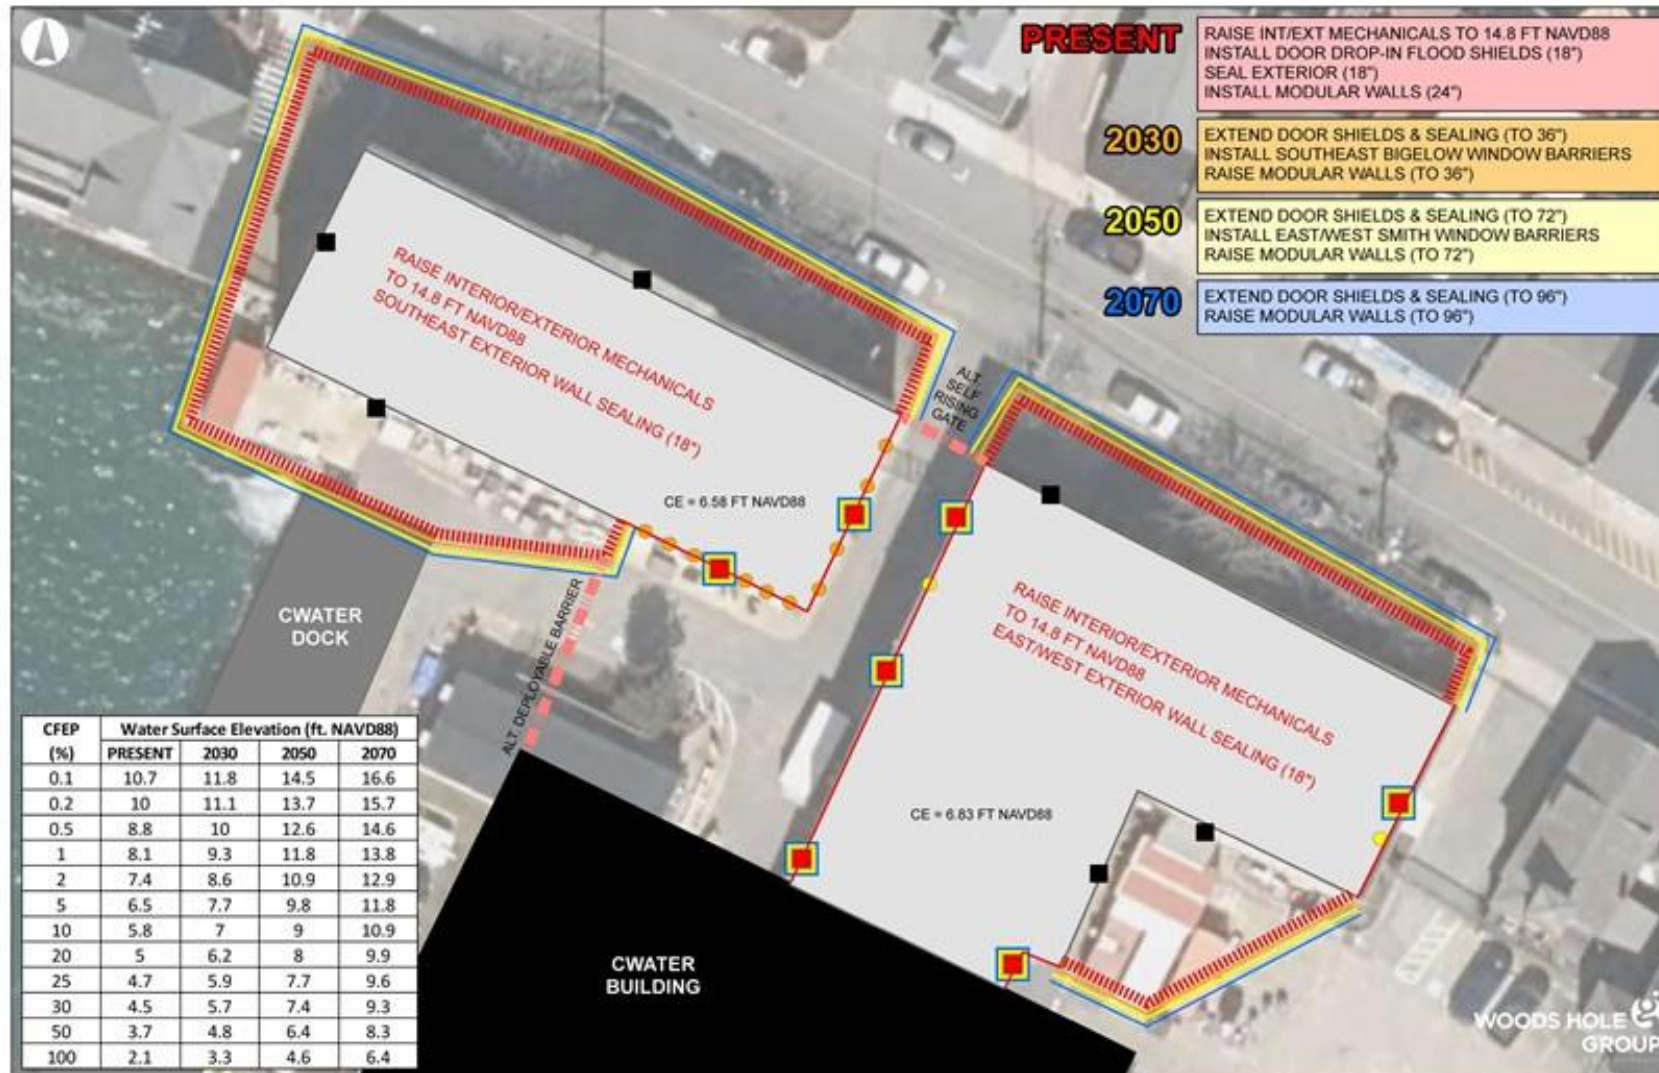 PRESENT
RAISE INT/EXT MECHANICALS TO 14.8 FT NAVD88
INSTALL DOOR DROP-IN FLOOD SHIELDS (18")
SEAL EXTERIOR (18")
INSTALL MODULAR WALLS (24")
2030
EXTEND DOOR SHIELDS & SEALING (TO 36")
INSTALL SOUTHEAST BIGELOW WINDOW BARRIERS
RAISE MODULAR WALLS (TO 36")
2050
EXTEND DOOR SHIELDS & SEALING (TO 72")
INSTALL EAST/WEST SMITH WINDOW BARRIERS
RAISE MODULAR WALLS (TO 72")
2070
EXTEND DOOR SHIELDS & SEALING (TO 96")
RAISE MODULAR WALLS (TO 96")
RAISE INTERIOR/EXTERIOR MECHANICALS
TO 14.8 FT NAVD88
SOUTHEAST EXTERIOR WALL SEALING (18")
CE = 6.58 FT NAVD88
ALT.
SELF
RISING
GATE
RAISE INTERIOR/EXTERIOR MECHANICALS
TO 14.8 FT NAVD88
EAST/WEST EXTERIOR WALL SEALING (18")
CE = 6.83 FT NAVD88
ALT. DEPLOYABLE BARRIER
CWATER
DOCK
CWATER
BUILDING
CFEP Water Surface Elevation (ft. NAVD88)
(%) PRESENT 2030 2050 2070
0.1 10.7 11.8 14.5 16.6
0.2 10 11.1 13.7 15.7
0.5 8.8 10 12.6 14.6
1 8.1 9.3 11.8 13.8
2 7.4 8.6 10.9 12.9
5 6.5 7.7 9.8 11.8
10 5.8 7 9 10.9
20 5 6.2 8 9.9
25 4.7 5.9 7.7 9.6
30 4.5 5.7 7.4 9.3
50 3.7 4.8 6.4 8.3
100 2.1 3.3 4.6 6.4
WOODS HOLE
GROUP